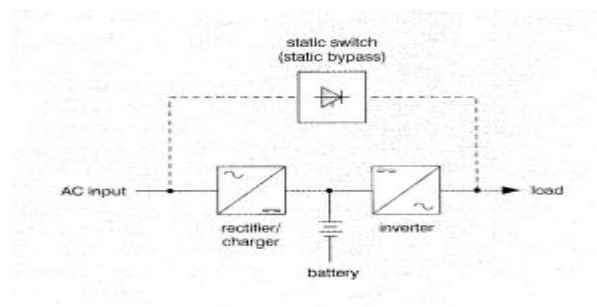 static switch
(static bypass)
AC input
load
rectifier/
charger
inverter
battery